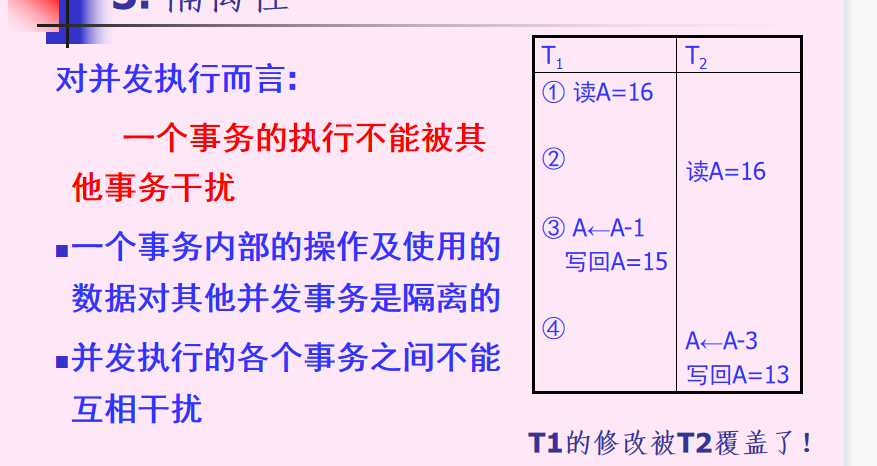 3. 隔离性
对并发执行而言:
一个事务的执行不能被其
他事务干扰
■一个事务内部的操作及使用的
数据对其他并发事务是隔离的
■并发执行的各个事务之间不能
互相干扰
T1 T2
① 读A=16
② 读A=16
③ A←A-1
写回A=15
④ A←A-3
写回A=13
T1的修改被T2覆盖了!